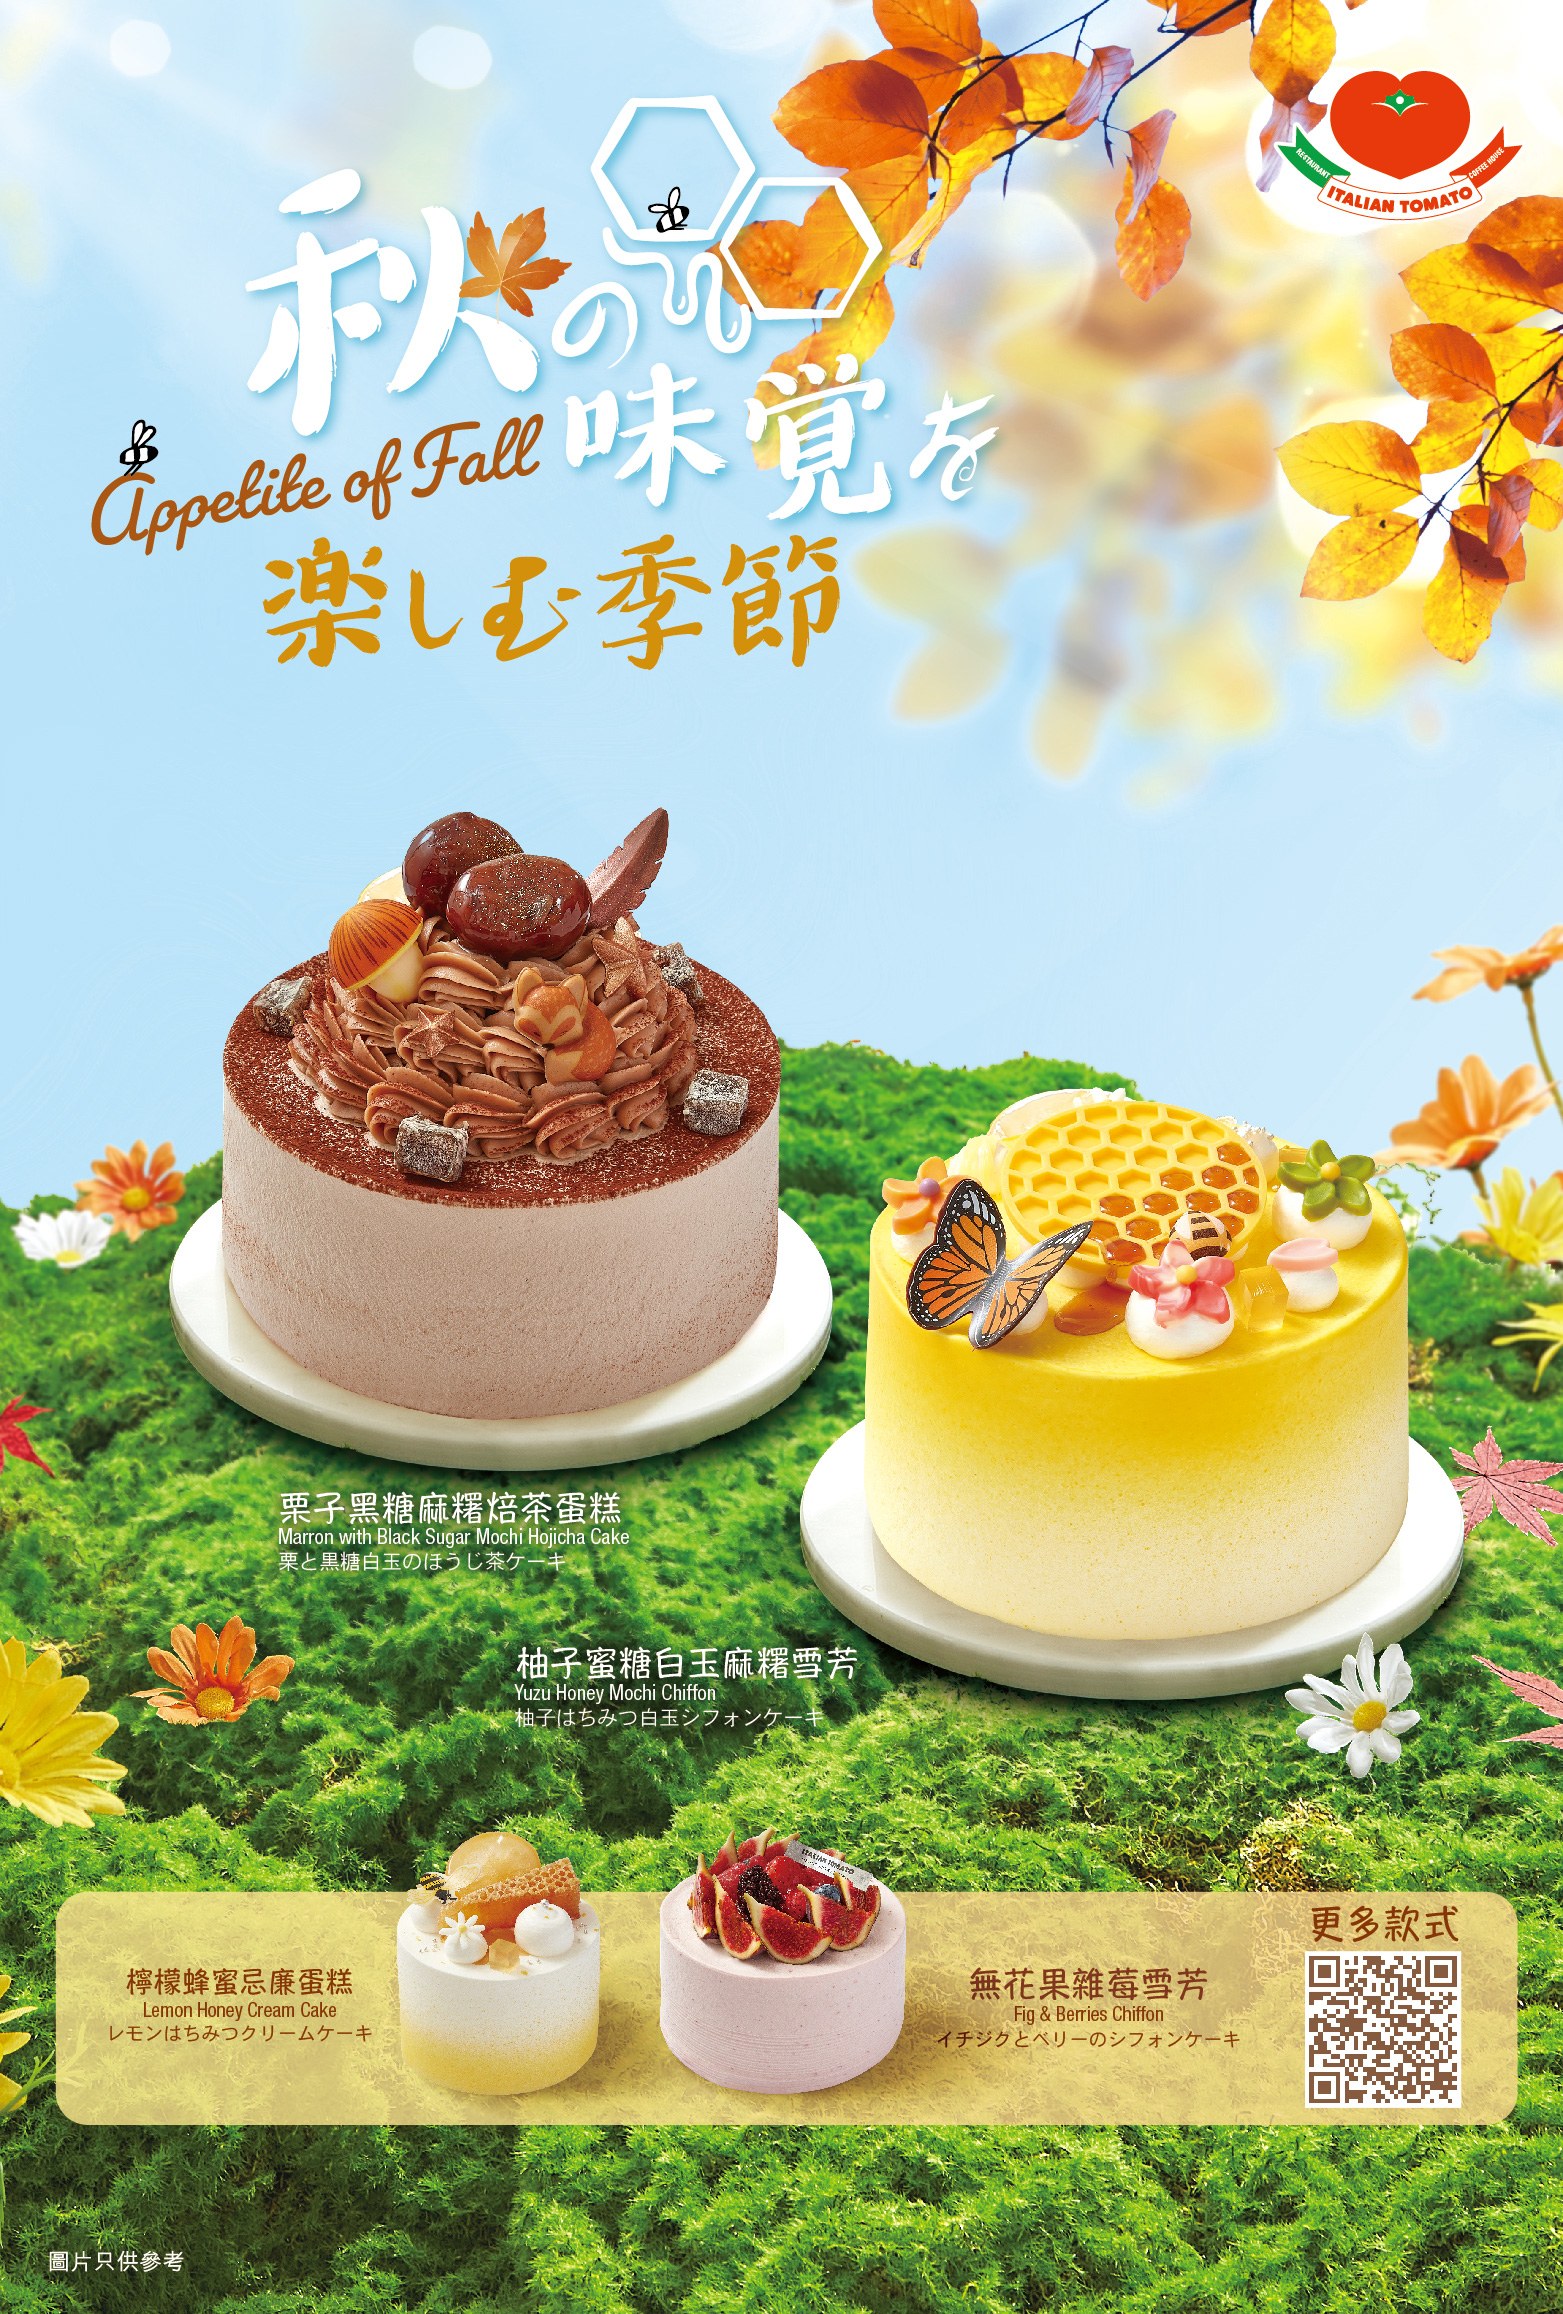 RESTAURANT
ITALIAN TOMATO
COFFEE HOUSE
秋の
味覚を
Appetite of Fall
楽しむ季節
栗子黑糖麻糬焙茶蛋糕
Marron with Black Sugar Mochi Hojicha Cake
栗と黒糖白玉のほうじ茶ケーキ
柚子蜜糖白玉麻糬雪芳
Yuzu Honey Mochi Chiffon
柚子はちみつ白玉シフォンケーキ
ITALIAN TOMATO
檸檬蜂蜜忌廉蛋糕
Lemon Honey Cream Cake
レモンはちみつクリームケーキ
無花果雜莓雪芳
Fig & Berries Chiffon
イチジクとベリーのシフォンケーキ
更多款式
圖片只供參考